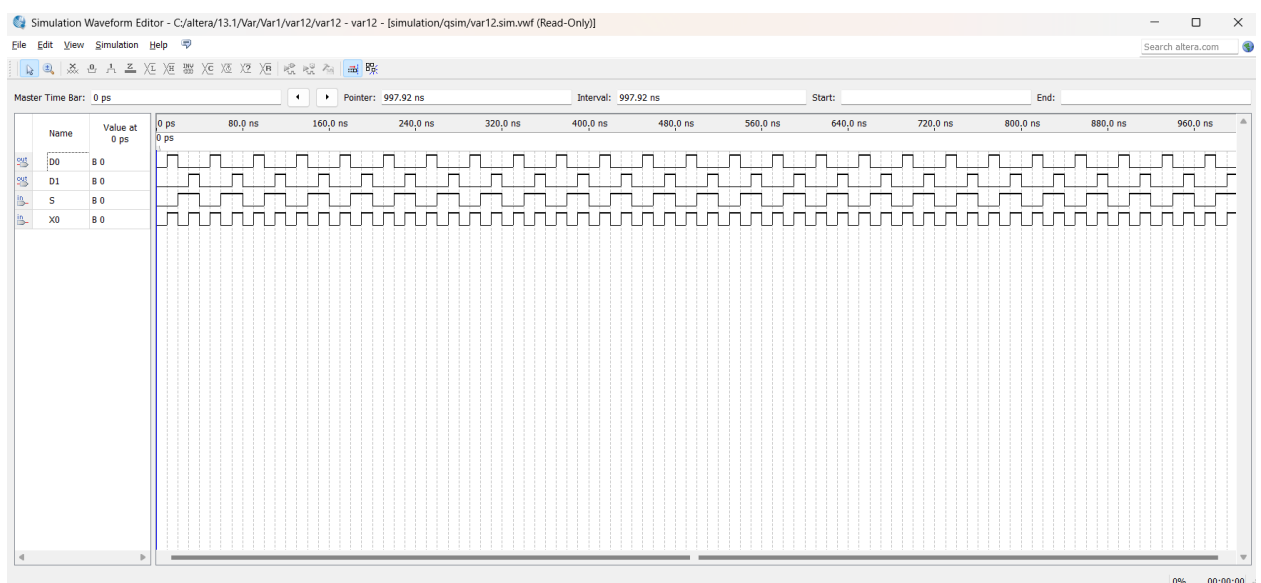 Simulation Waveform Editor - C:/altera/13.1/Var/Var1/var12/var12 - var12 - [simulation/qsim/var12.sim.vwf (Read-Only)]
File Edit View Simulation Help
Search altera.com
Master Time Bar: 0 ps Pointer: 997.92 ns Interval: 997.92 ns Start: End:
Name Value at 0 ps
0 ps 80.0 ns 160.0 ns 240.0 ns 320.0 ns 400.0 ns 480.0 ns 560.0 ns 640.0 ns 720.0 ns 800.0 ns 880.0 ns 960.0 ns
0 ps
out D0 B 0
out D1 B 0
in S B 0
in X0 B 0
0% 00:00:00